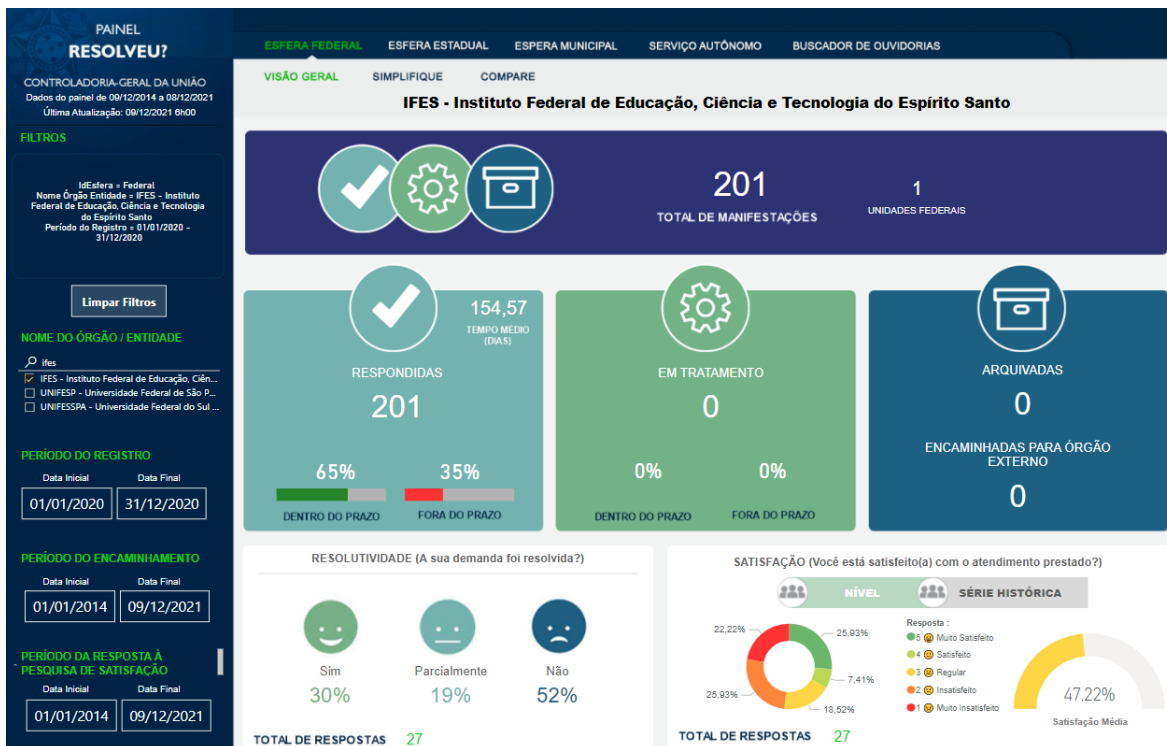 PAINEL
RESOLVEU?
CONTROLADORIA-GERAL DA UNIÃO
Dados do painel de 09/12/2014 a 08/12/2021
Última Atualização: 09/12/2021 6h00
FILTROS
IdEsfera = Federal
Nome Órgão Entidade = IFES - Instituto
Federal de Educação, Ciência e Tecnologia
do Espírito Santo
Período do Registro = 01/01/2020 -
31/12/2020
Limpar Filtros
NOME DO ÓRGÃO / ENTIDADE
ifes
IFES - Instituto Federal de Educação, Ciên...
UNIFESP - Universidade Federal de São P...
UNIFESSPA - Universidade Federal do Sul ...
PERÍODO DO REGISTRO
Data Inicial Data Final
01/01/2020 31/12/2020
PERÍODO DO ENCAMINHAMENTO
Data Inicial Data Final
01/01/2014 09/12/2021
PERÍODO DA RESPOSTA À
PESQUISA DE SATISFAÇÃO
Data Inicial Data Final
01/01/2014 09/12/2021
ESFERA FEDERAL ESFERA ESTADUAL ESPERA MUNICIPAL SERVIÇO AUTÔNOMO BUSCADOR DE OUVIDORIAS
VISÃO GERAL SIMPLIFIQUE COMPARE
IFES - Instituto Federal de Educação, Ciência e Tecnologia do Espírito Santo
201
TOTAL DE MANIFESTAÇÕES
1
UNIDADES FEDERAIS
154,57
TEMPO MÉDIO
(DIAS)
RESPONDIDAS
201
65% 35%
DENTRO DO PRAZO FORA DO PRAZO
EM TRATAMENTO
0
0% 0%
DENTRO DO PRAZO FORA DO PRAZO
ARQUIVADAS
0
ENCAMINHADAS PARA ÓRGÃO
EXTERNO
0
RESOLUTIVIDADE (A sua demanda foi resolvida?)
Sim Parcialmente Não
30% 19% 52%
TOTAL DE RESPOSTAS 27
SATISFAÇÃO (Você está satisfeito(a) com o atendimento prestado?)
NÍVEL SÉRIE HISTÓRICA
22,22%
25,93%
7,41%
18,52%
25,93%
Resposta :
5 Muito Satisfeito
4 Satisfeito
3 Regular
2 Insatisfeito
1 Muito Insatisfeito
47,22%
Satisfação Média
TOTAL DE RESPOSTAS 27